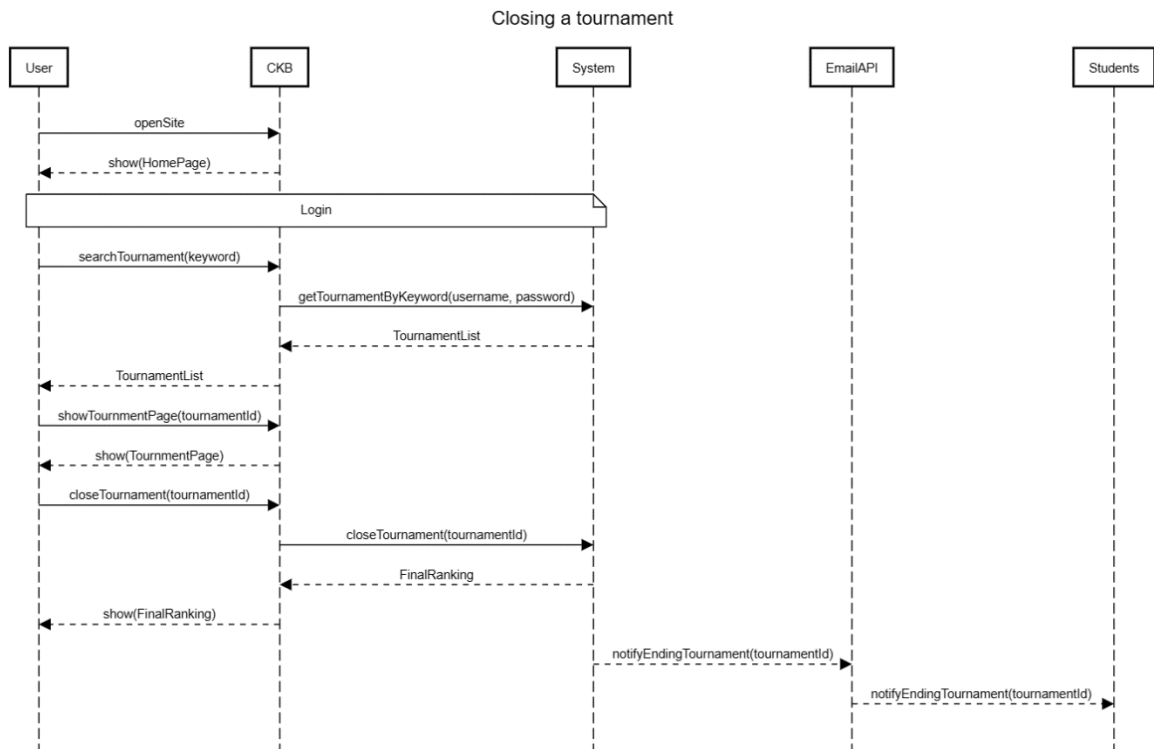 Closing a tournament
User
CKB
System
EmailAPI
Students
openSite
show(HomePage)
Login
searchTournament(keyword)
getTournamentByKeyword(username, password)
TournamentList
TournamentList
showTournmentPage(tournamentId)
show(TournmentPage)
closeTournament(tournamentId)
closeTournament(tournamentId)
FinalRanking
show(FinalRanking)
notifyEndingTournament(tournamentId)
notifyEndingTournament(tournamentId)